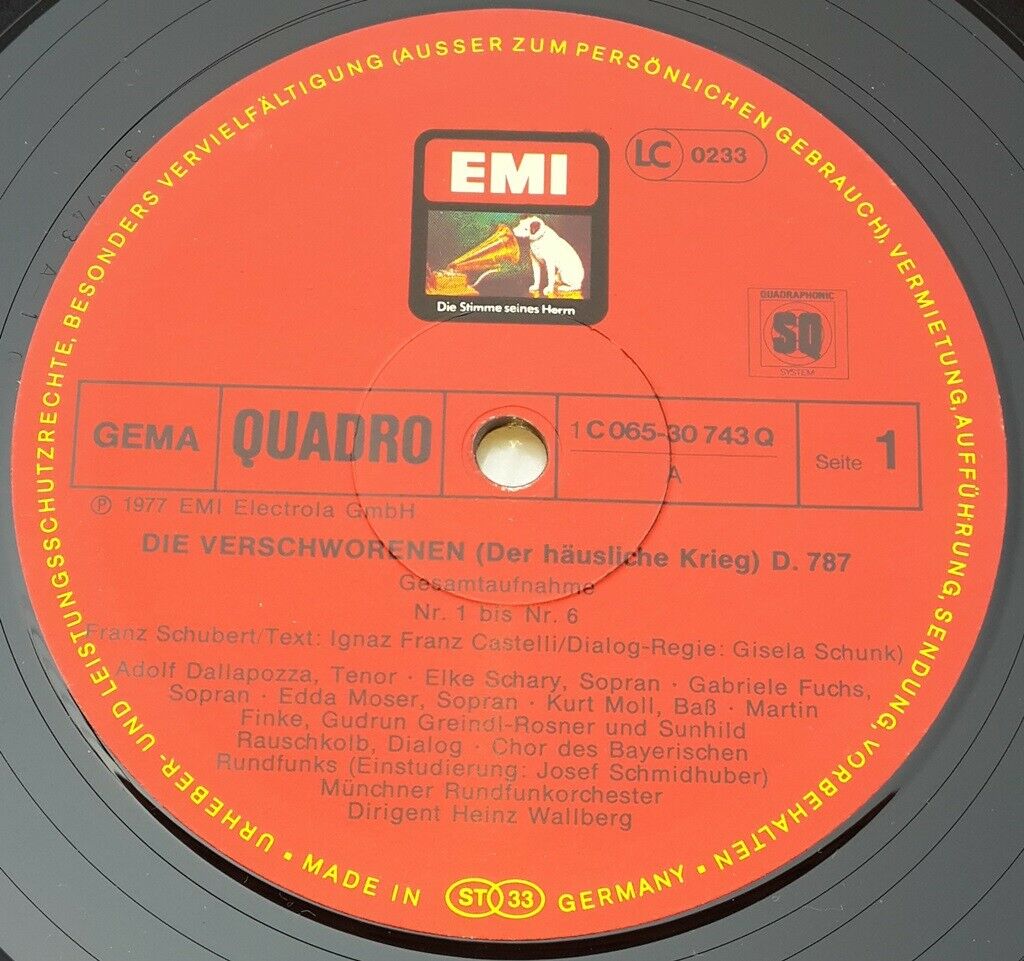 URHEBER- UND LEISTUNGSSCHUTZRECHTE, BESONDERS VERVIELFÄLTIGUNG (AUSSER ZUM PERSÖNLICHEN GEBRAUCH), VERMIETUNG, AUFFÜHRUNG, SENDUNG, VORBEHALTEN
EMI
Die Stimme seines Herrn
LC 0233
QUADRAPHONIC
SQ
SYSTEM
GEMA
QUADRO
1 C 065-30 743 Q
A
Seite 1
Ⓟ 1977 EMI Electrola GmbH
DIE VERSCHWORENEN (Der häusliche Krieg) D. 787
Gesamtaufnahme
Nr. 1 bis Nr. 6
Franz Schubert/Text: Ignaz Franz Castelli/Dialog-Regie: Gisela Schunk)
Adolf Dallapozza, Tenor · Elke Schary, Sopran · Gabriele Fuchs,
Sopran · Edda Moser, Sopran · Kurt Moll, Baß · Martin
Finke, Gudrun Greindl-Rosner und Sunhild
Rauschkolb, Dialog · Chor des Bayerischen
Rundfunks (Einstudierung: Josef Schmidhuber)
Münchner Rundfunkorchester
Dirigent Heinz Wallberg
MADE IN ST 33 GERMANY